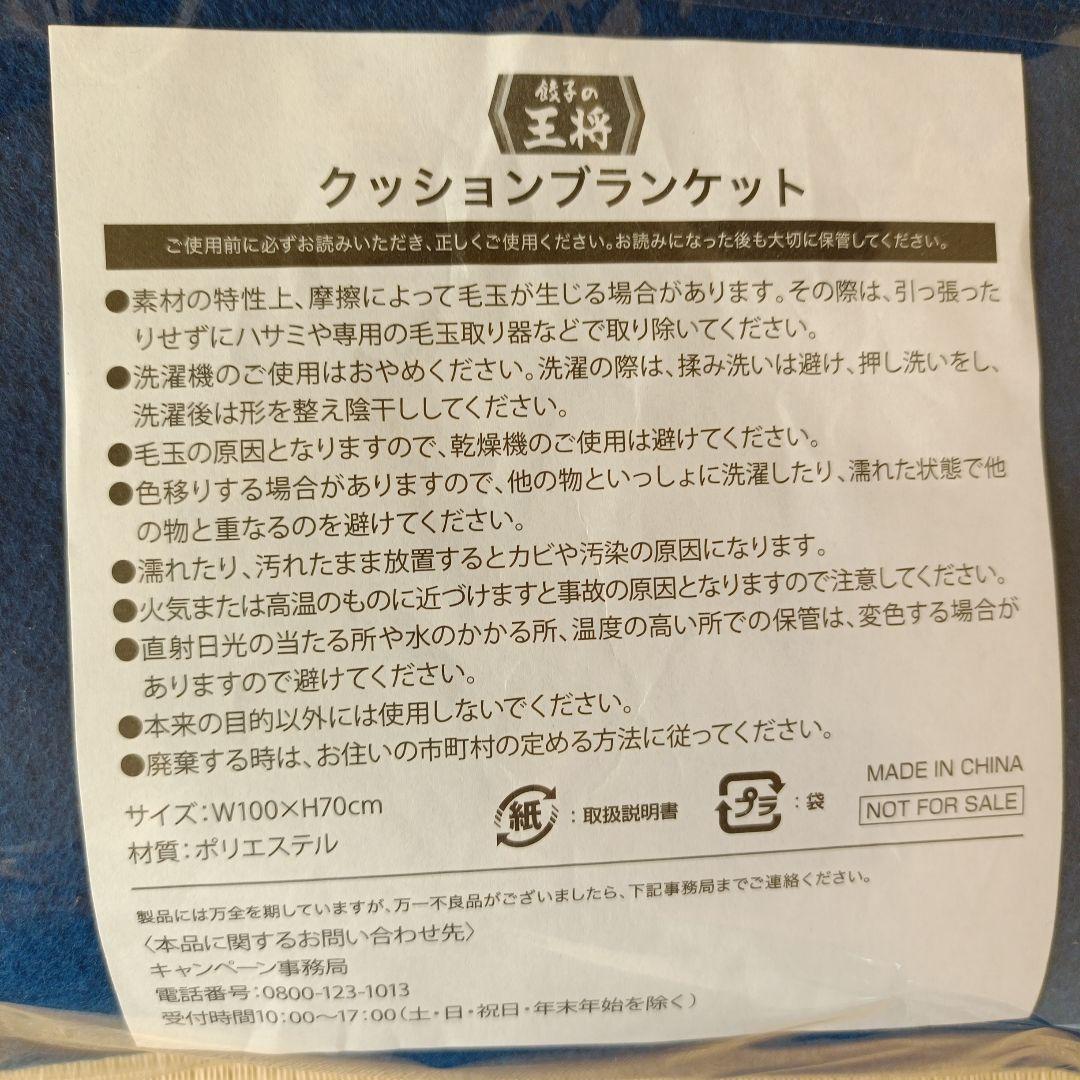 餃子の
王将
クッションブランケット
ご使用前に必ずお読みいただき、正しくご使用ください。お読みになった後も大切に保管してください。
●素材の特性上、摩擦によって毛玉が生じる場合があります。その際は、引っ張った
りせずにハサミや専用の毛玉取り器などで取り除いてください。
●洗濯機のご使用はおやめください。洗濯の際は、揉み洗いは避け、押し洗いをし、
洗濯後は形を整え陰干ししてください。
●毛玉の原因となりますので、乾燥機のご使用は避けてください。
●色移りする場合がありますので、他の物といっしょに洗濯したり、濡れた状態で他
の物と重なるのを避けてください。
●濡れたり、汚れたまま放置するとカビや汚染の原因になります。
●火気または高温のものに近づけますと事故の原因となりますので注意してください。
●直射日光の当たる所や水のかかる所、温度の高い所での保管は、変色する場合が
ありますので避けてください。
●本来の目的以外には使用しないでください。
●廃棄する時は、お住いの市町村の定める方法に従ってください。
サイズ：W100×H70cm
材質：ポリエステル
紙：取扱説明書
プラ：袋
MADE IN CHINA
NOT FOR SALE
製品には万全を期していますが、万一不良品がございましたら、下記事務局までご連絡ください。
〈本品に関するお問い合わせ先〉
キャンペーン事務局
電話番号：0800-123-1013
受付時間10：00～17：00（土・日・祝日・年末年始を除く）